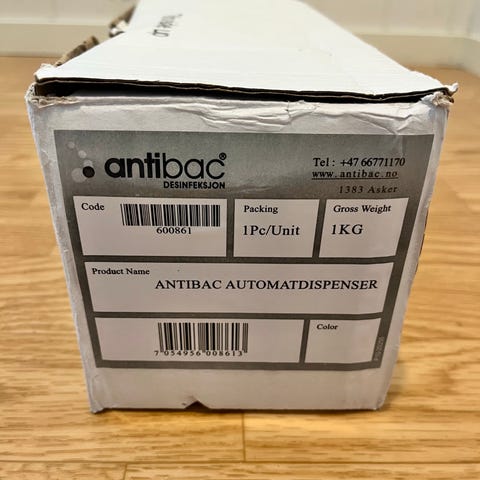 antibac®
DESINFEKSJON
Tel : +47 66771170
www.antibac.no
1383 Asker
Code
600861
Packing
1Pc/Unit
Gross Weight
1KG
Product Name
ANTIBAC AUTOMATDISPENSER
7 054956 008613
Color